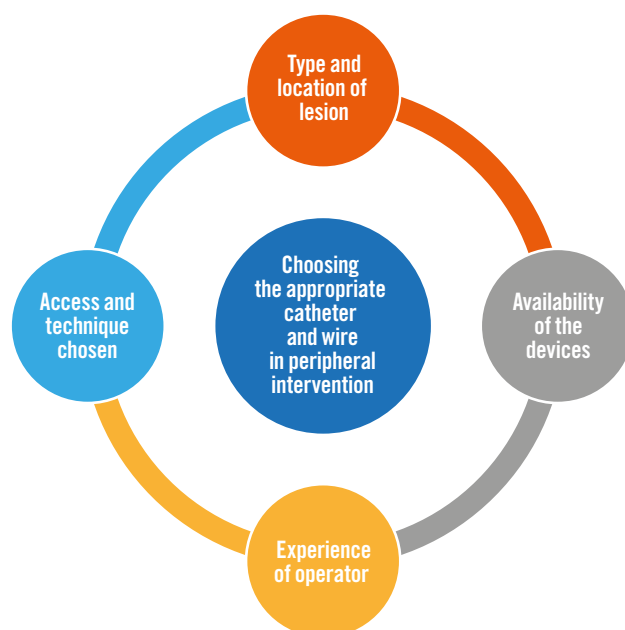 Type and
location of
lesion
Choosing
the appropriate
catheter
and wire
in peripheral
intervention
Access and
technique
chosen
Availability
of the
devices
Experience
of operator